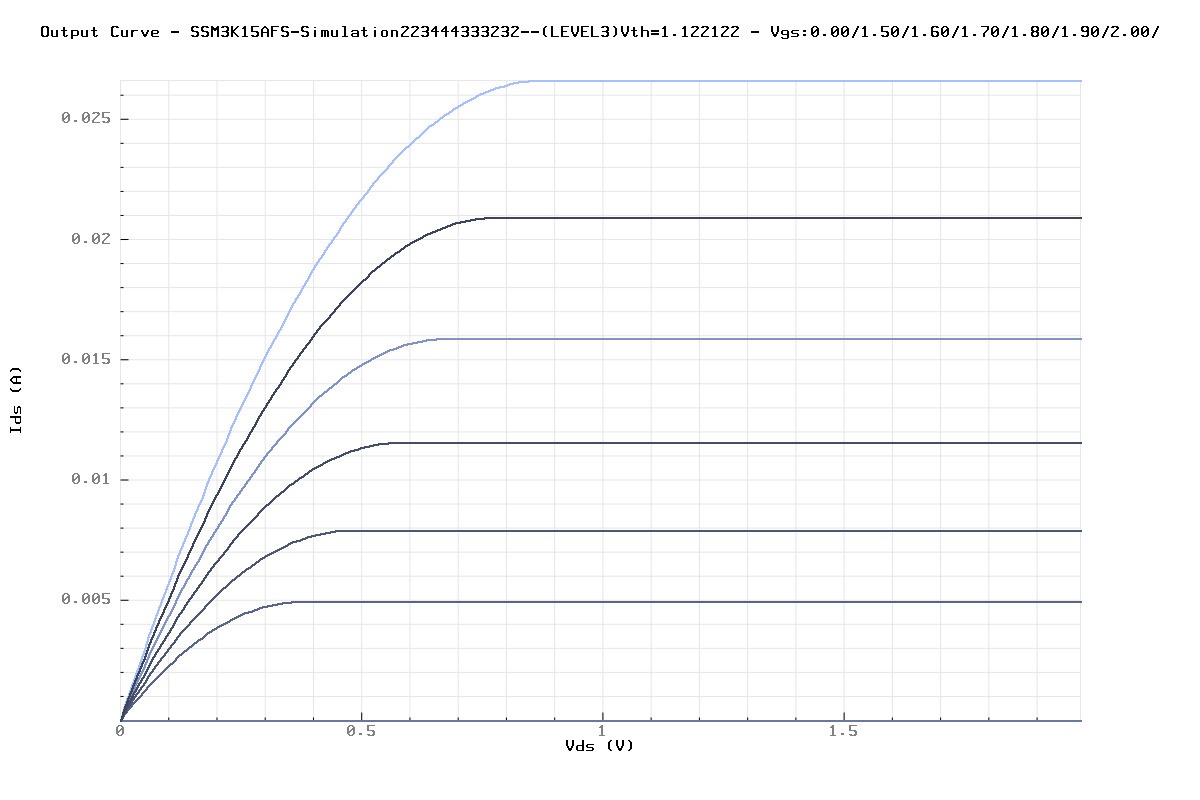 Output Curve - SSM3K15AFS-Simulation223444333232--(LEVEL3)Vth=1.122122 - Vgs:0.00/1.50/1.60/1.70/1.80/1.90/2.00/
0.025
0.02
0.015
Ids (A)
0.01
0.005
0 0.5 1 1.5
Vds (V)